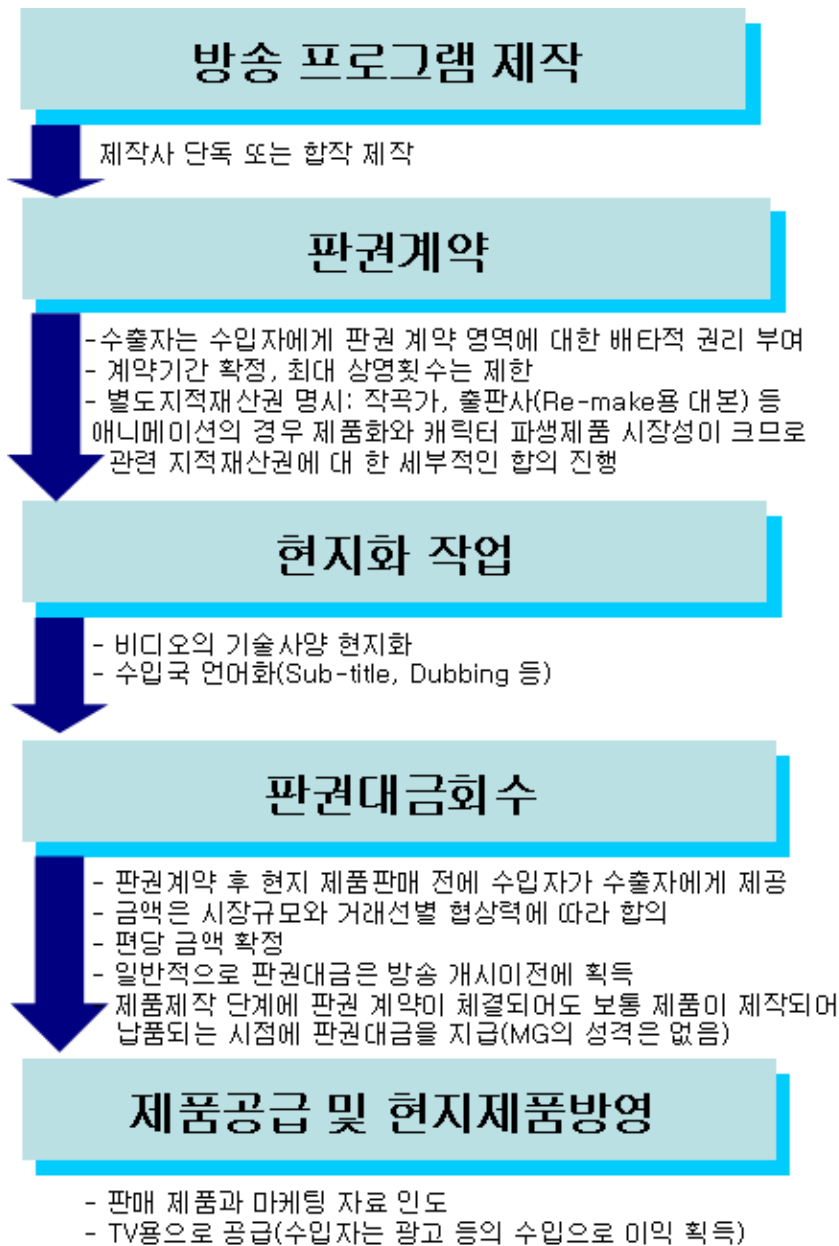 방송 프로그램 제작
제작사 단독 또는 합작 제작
판권계약
-수출자는 수입자에게 판권 계약 영역에 대한 배타적 권리 부여
- 계약기간 확정, 최대 상영횟수는 제한
- 별도지적재산권 명시: 작곡가, 출판사(Re-make용 대본) 등
애니메이션의 경우 제품화와 캐릭터 파생제품 시장성이 크므로
관련 지적재산권에 대 한 세부적인 합의 진행
현지화 작업
- 비디오의 기술사양 현지화
- 수입국 언어화(Sub-title, Dubbing 등)
판권대금회수
- 판권계약 후 현지 제품판매 전에 수입자가 수출자에게 제공
- 금액은 시장규모와 거래선별 협상력에 따라 합의
- 편당 금액 확정
- 일반적으로 판권대금은 방송 개시이전에 획득
제품제작 단계에 판권 계약이 체결되어도 보통 제품이 제작되어
납품되는 시점에 판권대금을 지급(MG의 성격은 없음)
제품공급 및 현지제품방영
- 판매 제품과 마케팅 자료 인도
- TV용으로 공급(수입자는 광고 등의 수입으로 이익 획득)